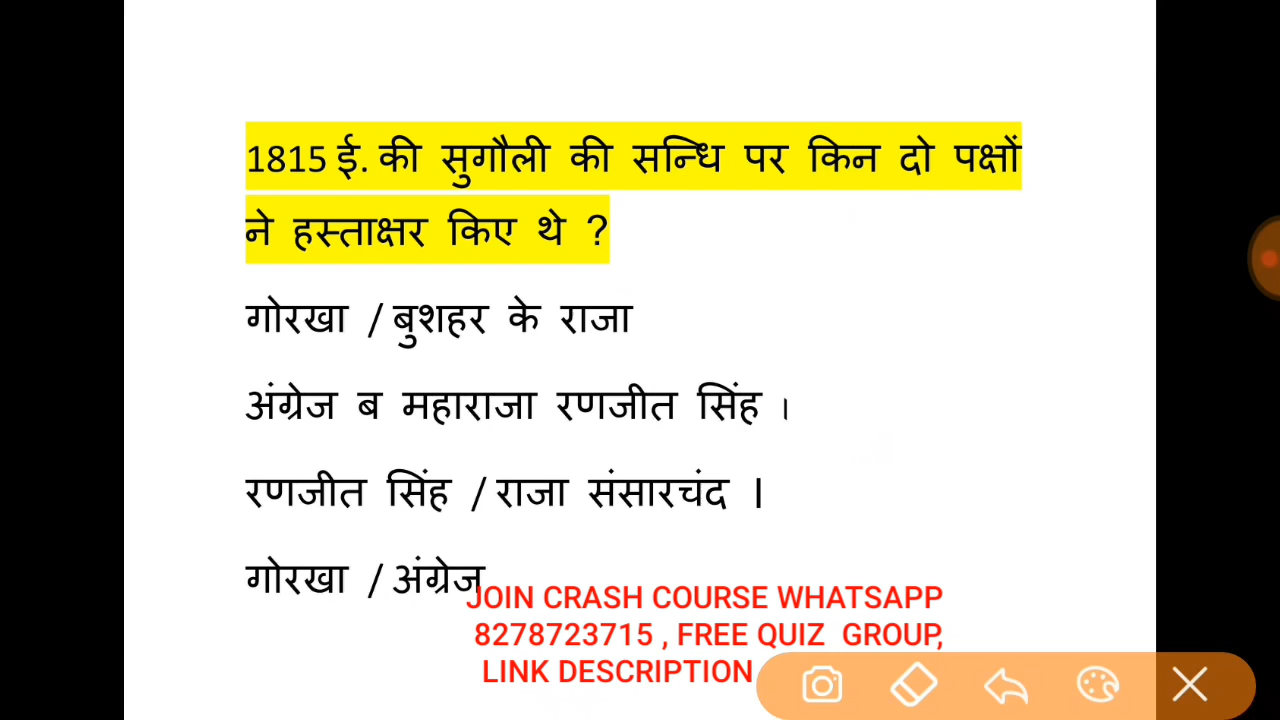 1815 ई. की सुगौली की सन्धि पर किन दो पक्षों
ने हस्ताक्षर किए थे ?
गोरखा / बुशहर के राजा
अंग्रेज ब महाराजा रणजीत सिंह ।
रणजीत सिंह / राजा संसारचंद ।
गोरखा / अंग्रेज
JOIN CRASH COURSE WHATSAPP
8278723715 , FREE QUIZ GROUP,
LINK DESCRIPTION